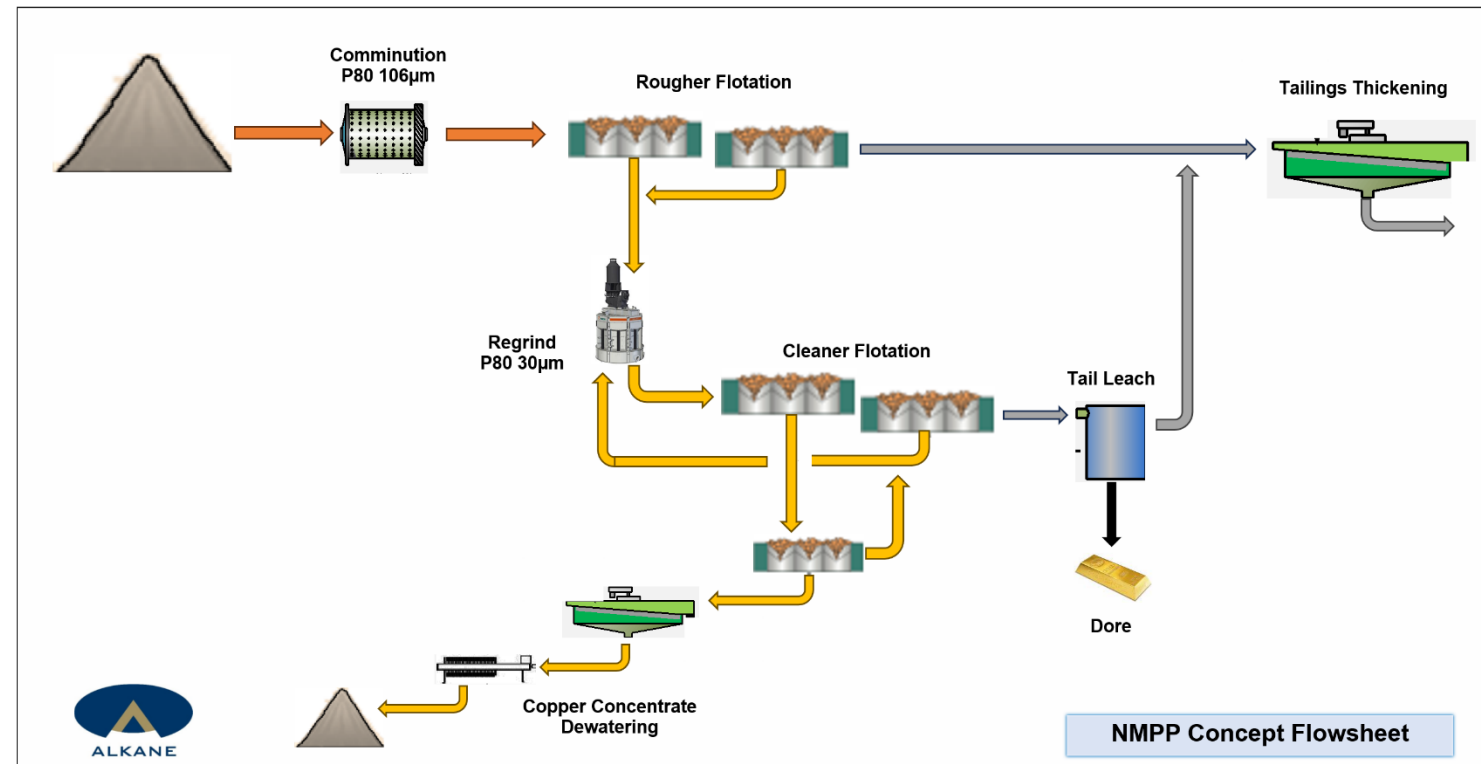 Comminution
P80 106µm
Rougher Flotation
Tailings Thickening
Regrind
P80 30µm
Cleaner Flotation
Tail Leach
Dore
Copper Concentrate
Dewatering
ALKANE
NMPP Concept Flowsheet